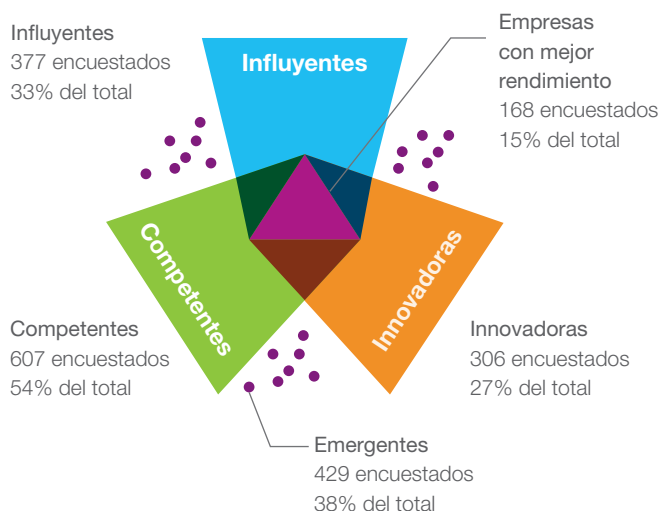 Influyentes
377 encuestados
33% del total
Influyentes
Empresas
con mejor
rendimiento
168 encuestados
15% del total
Competentes
Innovadoras
Competentes
607 encuestados
54% del total
Innovadoras
306 encuestados
27% del total
Emergentes
429 encuestados
38% del total